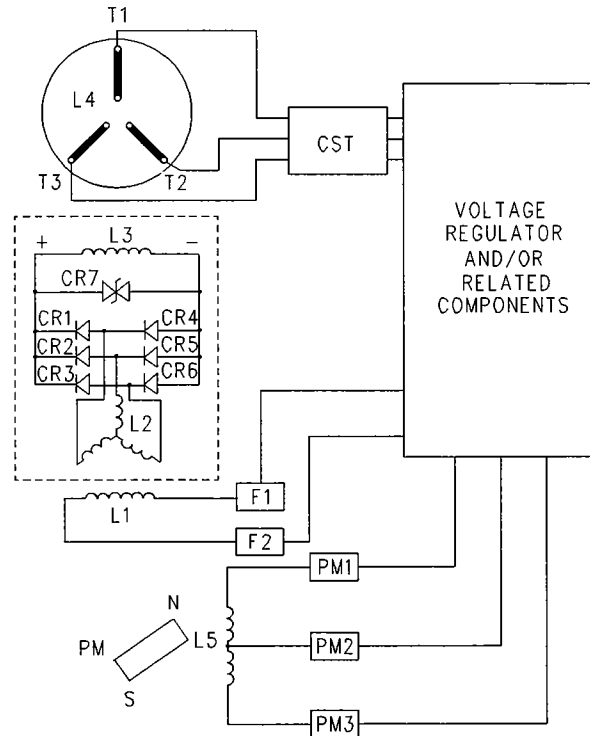 T1
L4
T3
T2
CST
VOLTAGE
REGULATOR
AND/OR
RELATED
COMPONENTS
+ L3 −
CR7
CR1 CR4
CR2 CR5
CR3 CR6
L2
L1
F1
F2
PM1
N
PM
L5
PM2
S
PM3